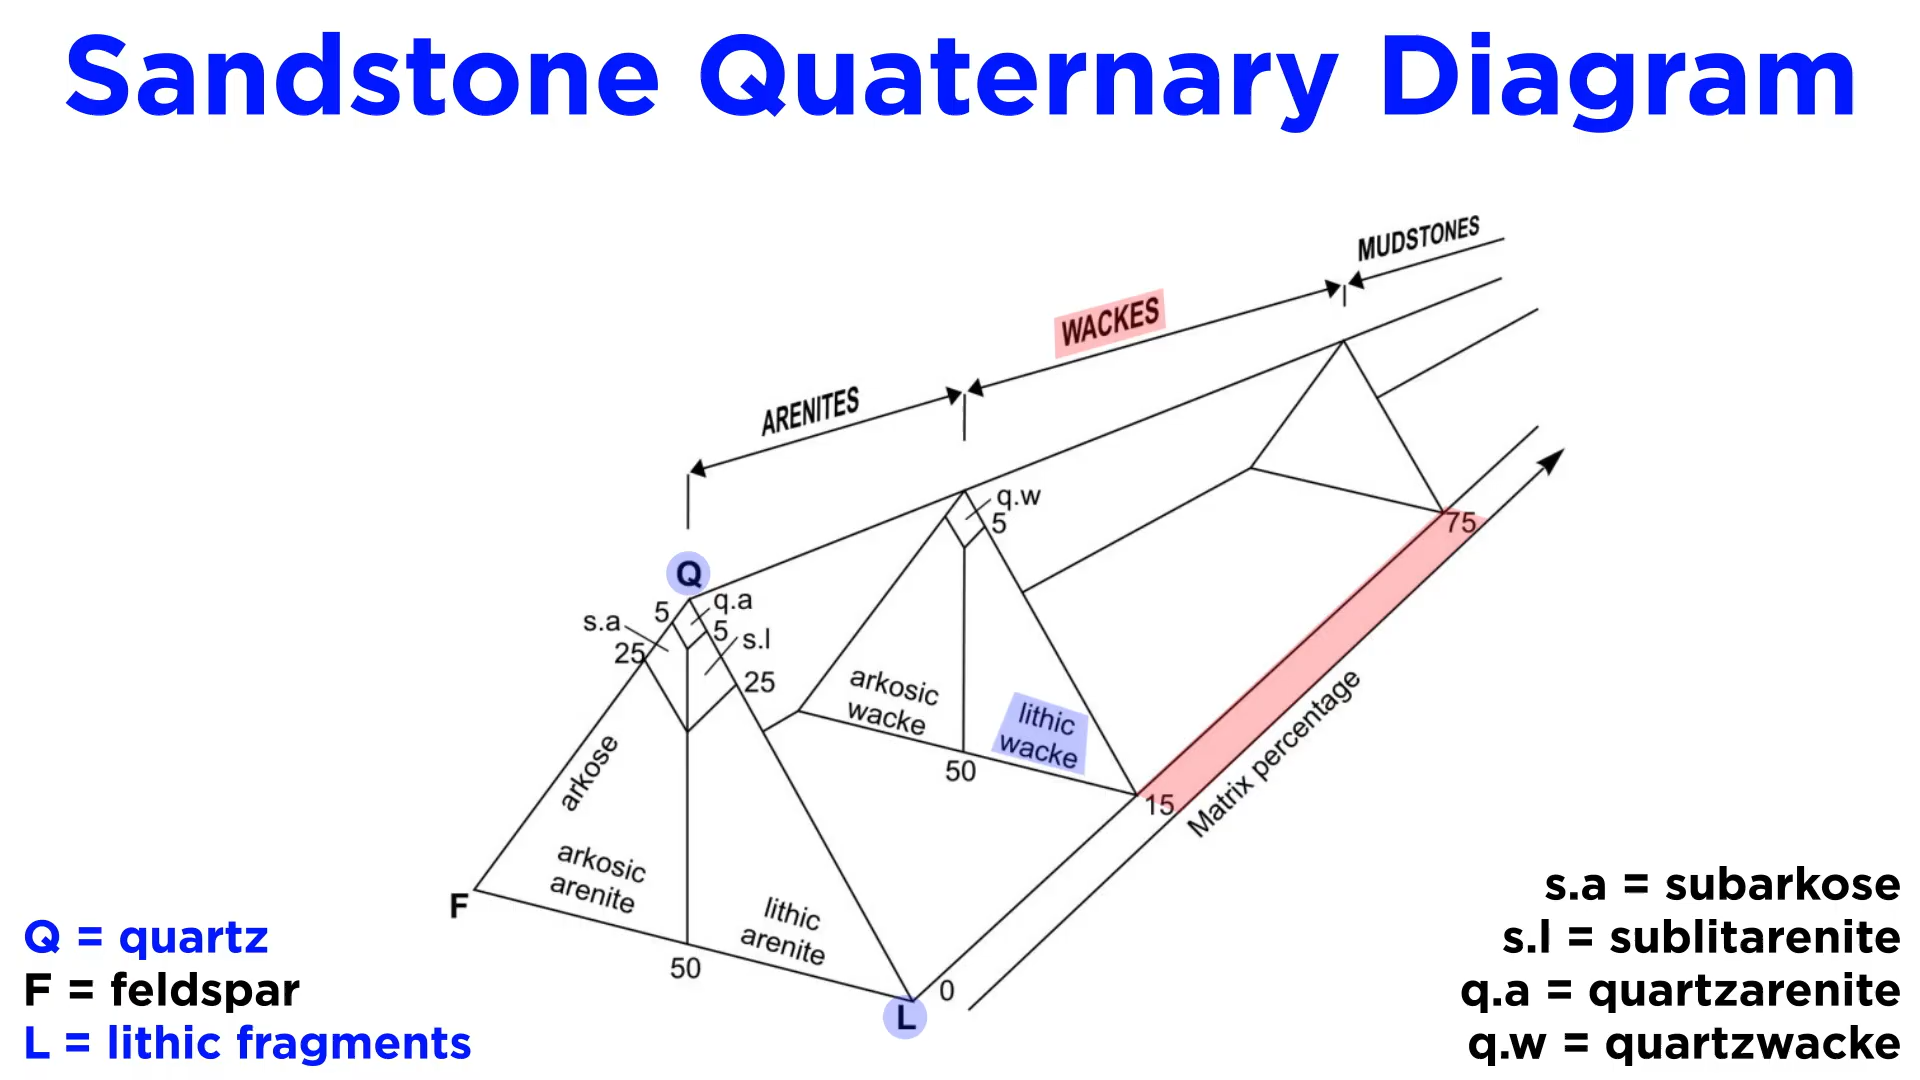 Sandstone Quaternary Diagram
MUDSTONES
WACKES
ARENITES
q.w
5
75
Q
5
q.a
s.a
5
s.l
25
25
arkosic
wacke
lithic
wacke
50
15
Matrix percentage
arkose
arkosic
arenite
lithic
arenite
F
50
0
L
Q = quartz
F = feldspar
L = lithic fragments
s.a = subarkose
s.l = sublitarenite
q.a = quartzarenite
q.w = quartzwacke